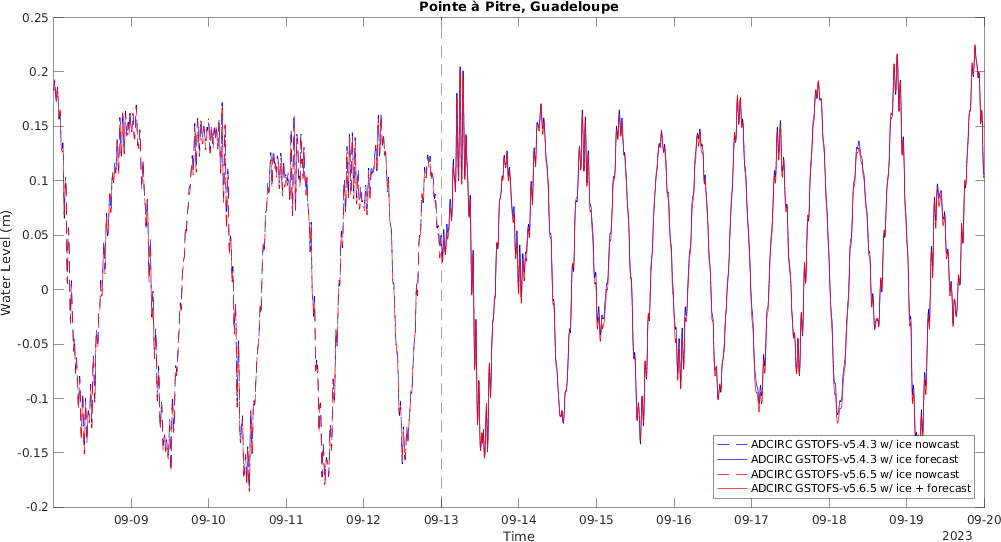 Pointe à Pitre, Guadeloupe
0.25
0.2
0.15
0.1
0.05
0
-0.05
-0.1
-0.15
-0.2
Water Level (m)
ADCIRC GSTOFS-v5.4.3 w/ ice nowcast
ADCIRC GSTOFS-v5.4.3 w/ ice forecast
ADCIRC GSTOFS-v5.6.5 w/ ice nowcast
ADCIRC GSTOFS-v5.6.5 w/ ice + forecast
09-09 09-10 09-11 09-12 09-13 09-14 09-15 09-16 09-17 09-18 09-19 09-20
Time
2023